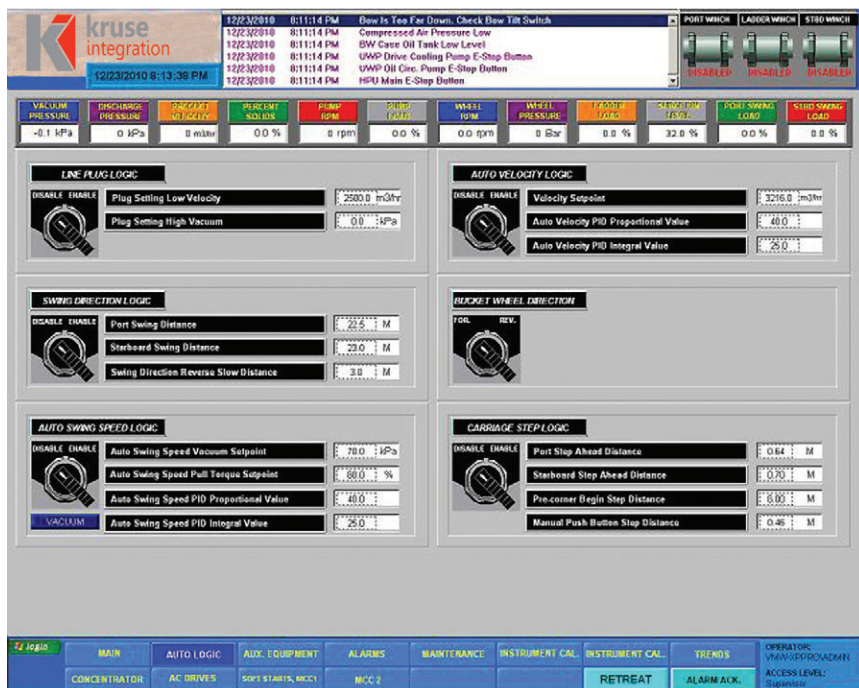 kruse
integration
12/23/2010 8:13:38 PM
12/23/2010 8:11:14 PM Bow Is Too Far Down. Check Bow Tilt Switch
12/23/2010 8:11:14 PM Compressed Air Pressure Low
12/23/2010 8:11:14 PM BW Case Oil Tank Low Level
12/23/2010 8:11:14 PM UWP Drive Cooling Pump E-Stop Button
12/23/2010 8:11:14 PM UWP Oil Circ. Pump E-Stop Button
12/23/2010 8:11:14 PM HPU Main E-Stop Button
PORT WINCH LADDER WINCH STBD WINCH
DISABLED DISABLED DISABLED
VACUUM PRESSURE
-0.1 kPa
DISCHARGE PRESSURE
0 kPa
VELOCITY
PERCENT SOLIDS
0.0 %
PUMP RPM
0 rpm
PUMP LOAD
0.0 %
WHEEL RPM
0.0 rpm
WHEEL PRESSURE
0 Bar
LADDER LOAD
0.0 %
LEVEL
32.0 %
PORT SWING LOAD
0.0 %
STBD SWING LOAD
0.0 %
LINE PLUG LOGIC
DISABLE ENABLE
Plug Setting Low Velocity 2500.0 m3/hr
Plug Setting High Vacuum 0.0 kPa
AUTO VELOCITY LOGIC
DISABLE ENABLE
Velocity Setpoint 3216.0 m3/hr
Auto Velocity PID Proportional Value 40.0
Auto Velocity PID Integral Value 25.0
SWING DIRECTION LOGIC
DISABLE ENABLE
Port Swing Distance 22.5 M
Starboard Swing Distance 23.0 M
Swing Direction Reverse Slow Distance 3.0 M
BUCKET WHEEL DIRECTION
FOR. REV.
AUTO SWING SPEED LOGIC
DISABLE ENABLE
Auto Swing Speed Vacuum Setpoint 70.0 kPa
Auto Swing Speed Pull Torque Setpoint 60.0 %
Auto Swing Speed PID Proportional Value 40.0
VACUUM
Auto Swing Speed PID Integral Value 25.0
CARRIAGE STEP LOGIC
DISABLE ENABLE
Port Step Ahead Distance 0.64 M
Starboard Step Ahead Distance 0.70 M
Pre-corner Begin Step Distance 6.00 M
Manual Push Button Step Distance 0.46 M
login
MAIN AUTO LOGIC AUX. EQUIPMENT ALARMS MAINTENANCE INSTRUMENT CAL. INSTRUMENT CAL. TRENDS
OPERATOR:
CONCENTRATOR AC DRIVES SOFT STARTS, MCC1 MCC 2 RETREAT ALARM ACK.
ACCESS LEVEL:
Supervisor